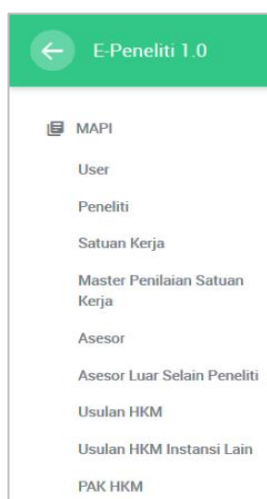 E-Peneliti 1.0
MAPI
User
Peneliti
Satuan Kerja
Master Penilaian Satuan
Kerja
Asesor
Asesor Luar Selain Peneliti
Usulan HKM
Usulan HKM Instansi Lain
PAK HKM